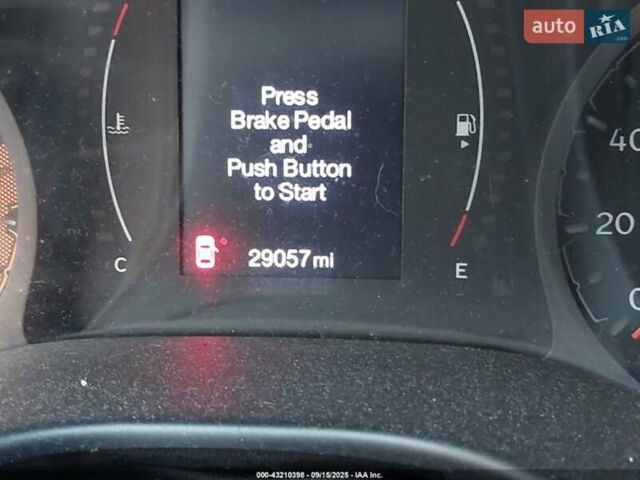 auto RIA
.com
Press
Brake Pedal
and
Push Button
to Start
29057 mi
C
E
40
20
0
000-43210398 - 09/15/2025 - IAA Inc.